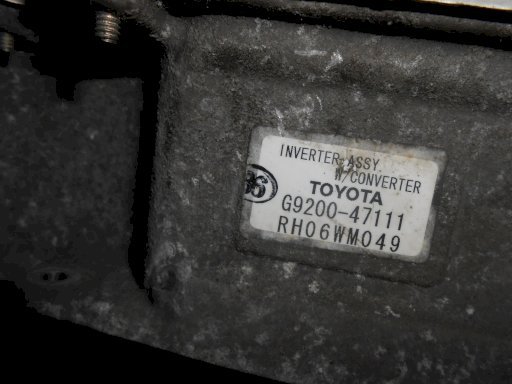 INVERTER ASSY
W/CONVERTER
TOYOTA
G9200-47111
RH06WM049